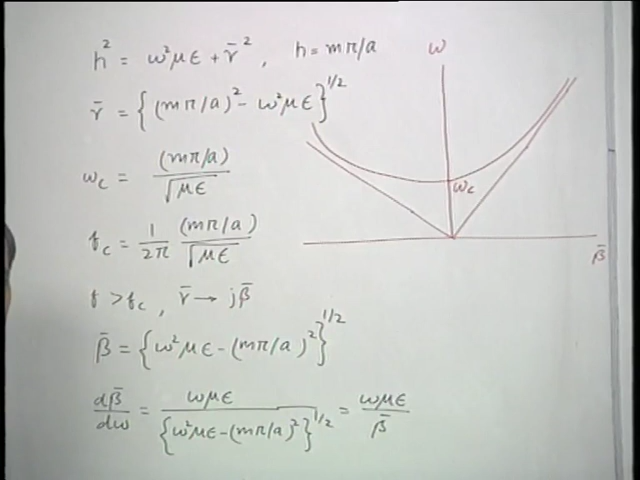 h² = ω²με + γ̄², h = mπ/a
γ̄ = {(mπ/a)² - ω²με}^1/2
ω_c = (mπ/a) / √με
f_c = 1/2π (mπ/a) / √με
f > f_c, γ̄ → jβ̄
β̄ = {ω²με - (mπ/a)²}^1/2
dβ̄/dω = ωμε / {ω²με - (mπ/a)²}^1/2 = ωμε / β̄
ω
ω_c
β̄